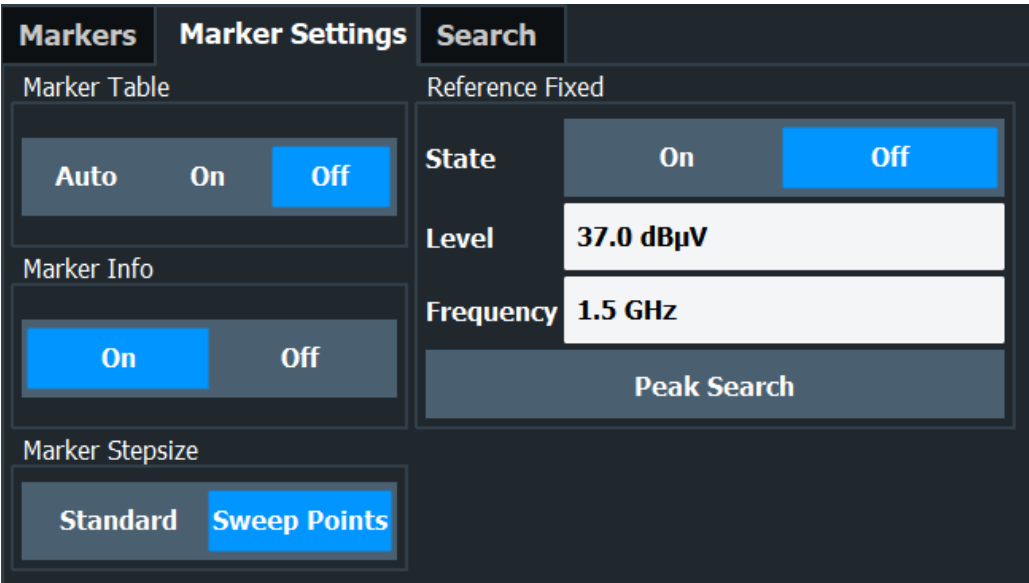 Markers Marker Settings Search
Marker Table
Auto On Off
Marker Info
On Off
Marker Stepsize
Standard Sweep Points
Reference Fixed
State On Off
Level 37.0 dBµV
Frequency 1.5 GHz
Peak Search